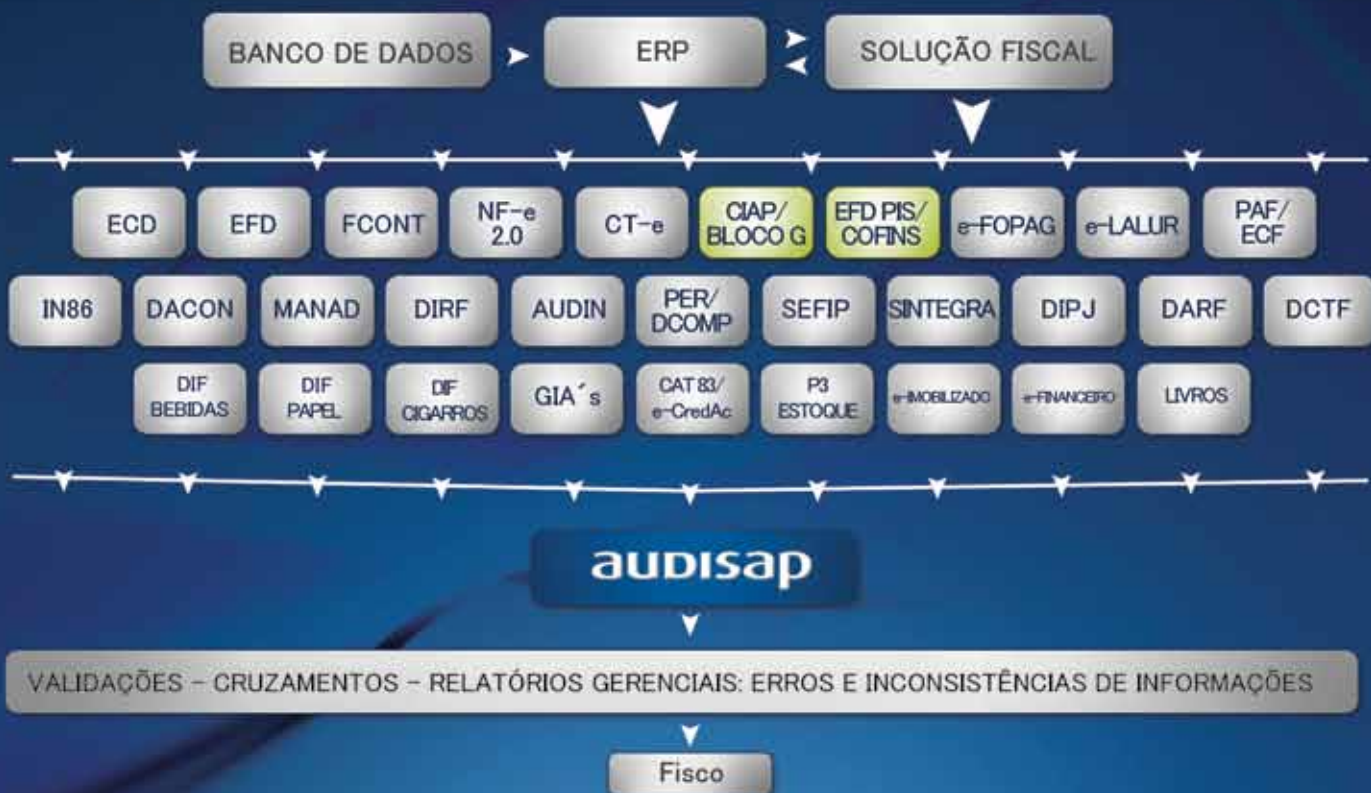 BANCO DE DADOS
ERP
SOLUÇÃO FISCAL
ECD
EFD
FCONT
NF-e
2.0
CT-e
CIAP/
BLOCO G
EFD PIS/
COFINS
e-FOPAG
e-LALUR
PAF/
ECF
IN86
DACON
MANAD
DIRF
AUDIN
PER/
DCOMP
SEFIP
SINTEGRA
DIPJ
DARF
DCTF
DIF
BEBIDAS
DIF
PAPEL
DIF
CIGARROS
GIA´s
CAT 83/
e-CredAc
P3
ESTOQUE
e-IMOBILIZADO
e-FINANCEIRO
LIVROS
audisap
VALIDAÇÕES - CRUZAMENTOS - RELATÓRIOS GERENCIAIS: ERROS E INCONSISTÊNCIAS DE INFORMAÇÕES
Fisco